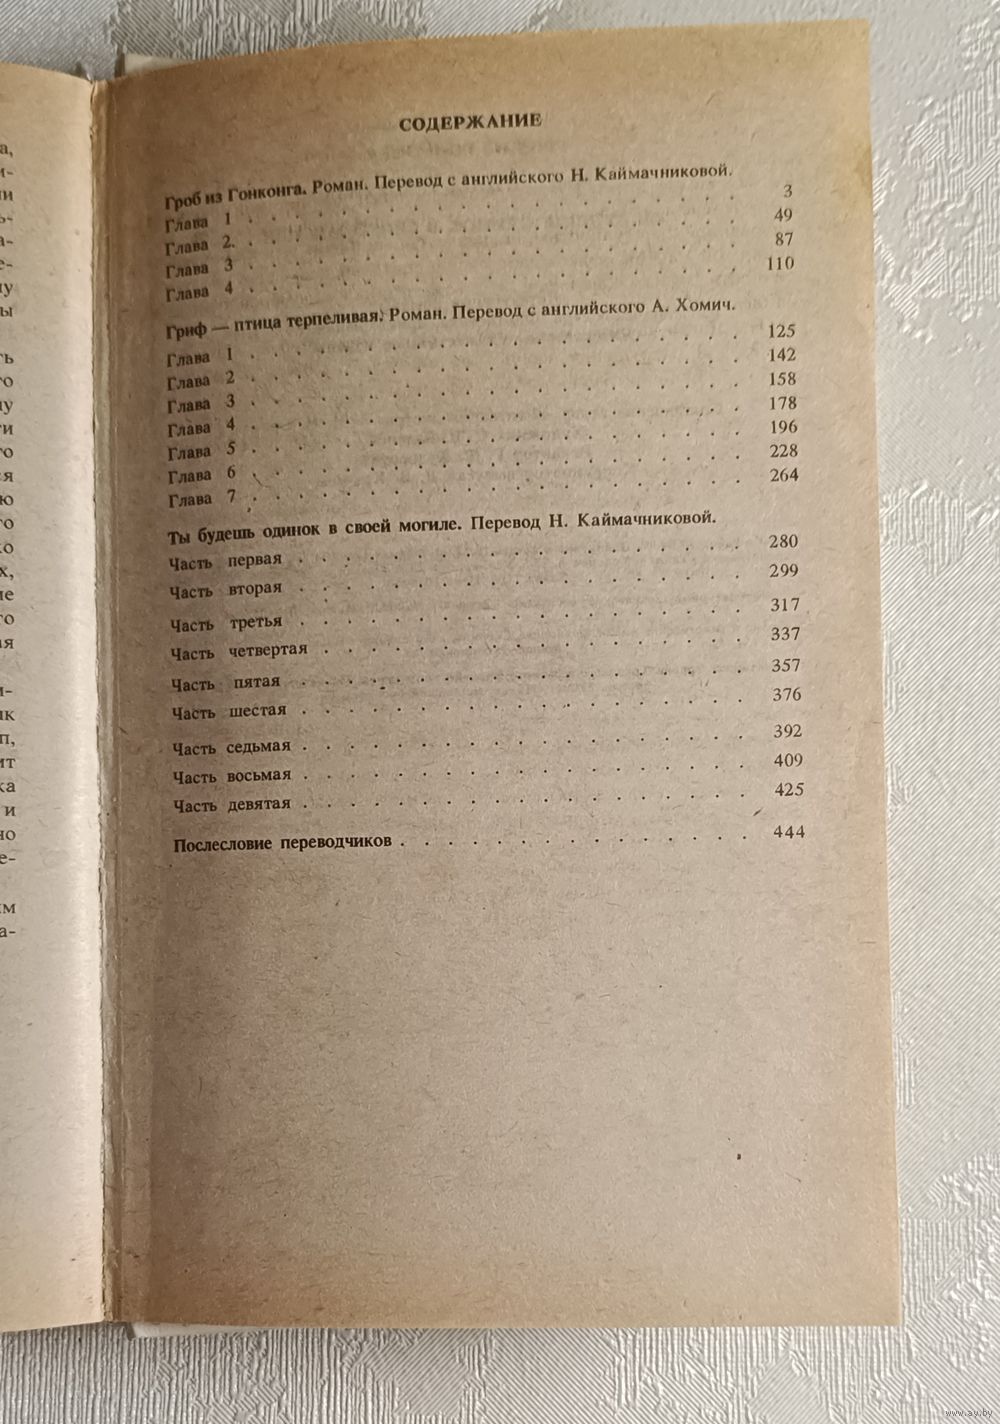 СОДЕРЖАНИЕ
Гроб из Гонконга. Роман. Перевод с английского Н. Каймачниковой.
Глава 1 . . . . . . . . . . . . . . . . . . . . . 3
Глава 2. . . . . . . . . . . . . . . . . . . . . 49
Глава 3 . . . . . . . . . . . . . . . . . . . . . 87
Глава 4 . . . . . . . . . . . . . . . . . . . . . 110
Гриф — птица терпеливая. Роман. Перевод с английского А. Хомич.
Глава 1 . . . . . . . . . . . . . . . . . . . . . 125
Глава 2 . . . . . . . . . . . . . . . . . . . . . 142
Глава 3 . . . . . . . . . . . . . . . . . . . . . 158
Глава 4 . . . . . . . . . . . . . . . . . . . . . 178
Глава 5 . . . . . . . . . . . . . . . . . . . . . 196
Глава 6 . . . . . . . . . . . . . . . . . . . . . 228
Глава 7 . . . . . . . . . . . . . . . . . . . . . 264
Ты будешь одинок в своей могиле. Перевод Н. Каймачниковой.
Часть первая . . . . . . . . . . . . . . . . . . . 280
Часть вторая . . . . . . . . . . . . . . . . . . . 299
Часть третья . . . . . . . . . . . . . . . . . . . 317
Часть четвертая . . . . . . . . . . . . . . . . . . 337
Часть пятая . . . . . . . . . . . . . . . . . . . 357
Часть шестая . . . . . . . . . . . . . . . . . . . 376
Часть седьмая . . . . . . . . . . . . . . . . . . . 392
Часть восьмая . . . . . . . . . . . . . . . . . . . 409
Часть девятая . . . . . . . . . . . . . . . . . . . 425
Послесловие переводчиков . . . . . . . . . . . . . . 444
www.ay.by